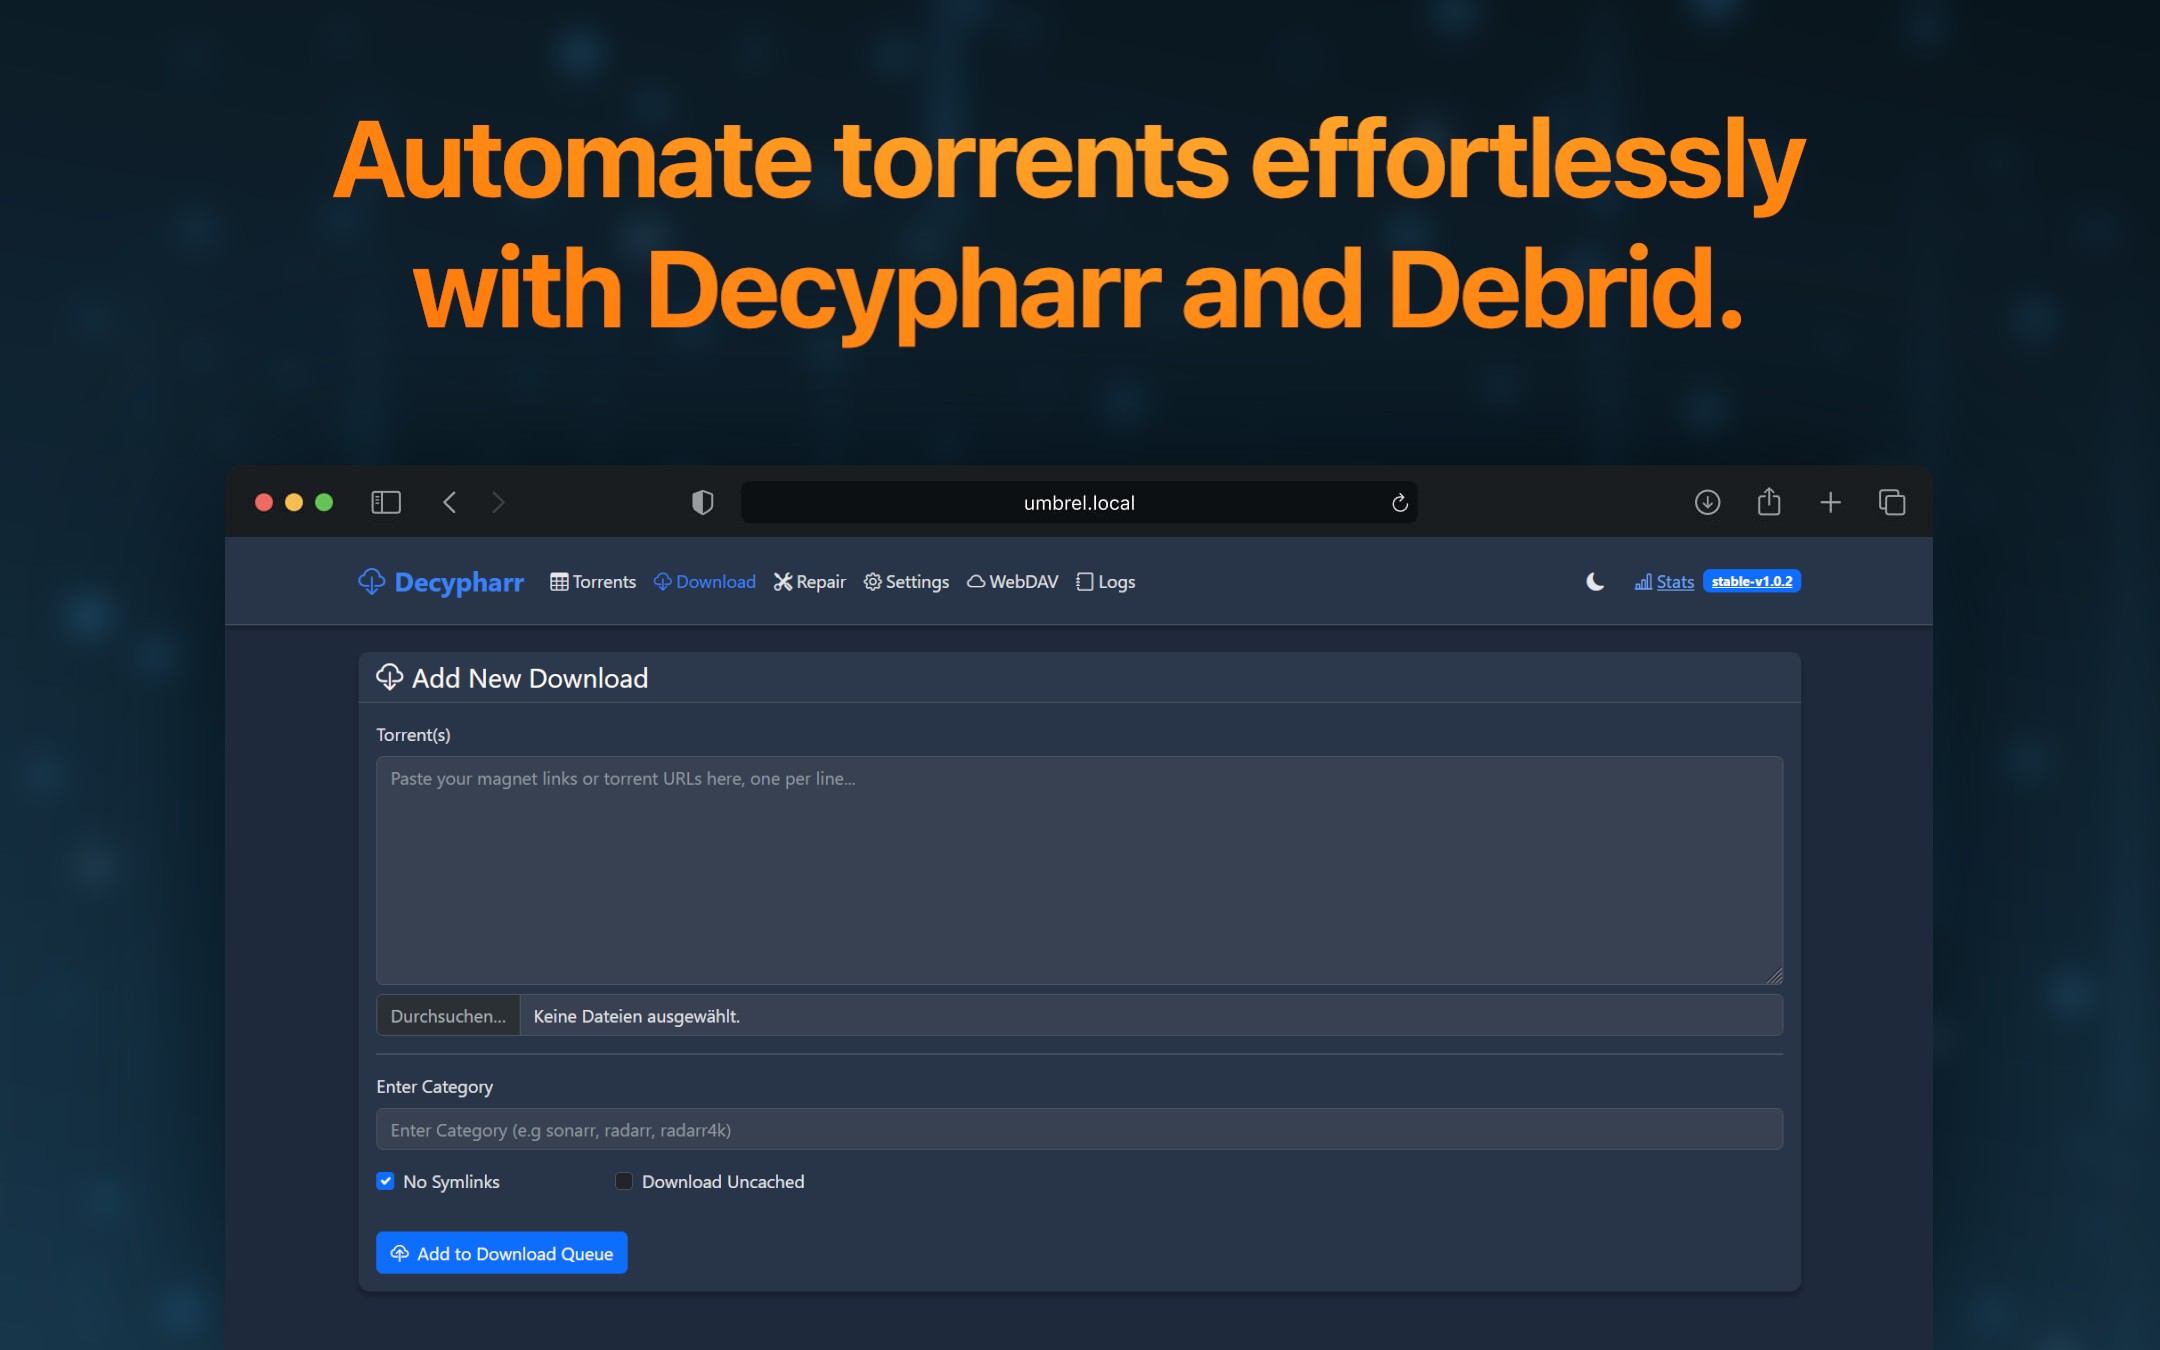 Automate torrents effortlessly
with Decypharr and Debrid.
umbrel.local
Decypharr Torrents Download Repair Settings WebDAV Logs Stats stable-v1.0.2
Add New Download
Torrent(s)
Paste your magnet links or torrent URLs here, one per line...
Durchsuchen... Keine Dateien ausgewählt.
Enter Category
Enter Category (e.g sonarr, radarr, radarr4k)
No Symlinks Download Uncached
Add to Download Queue